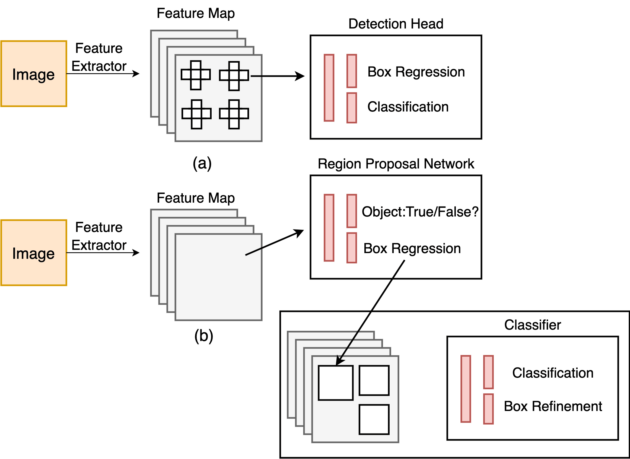 Feature Map
Detection Head
Image
Feature
Extractor
Box Regression
Classification
(a)
Region Proposal Network
Feature Map
Image
Feature
Extractor
Object:True/False?
Box Regression
(b)
Classifier
Classification
Box Refinement